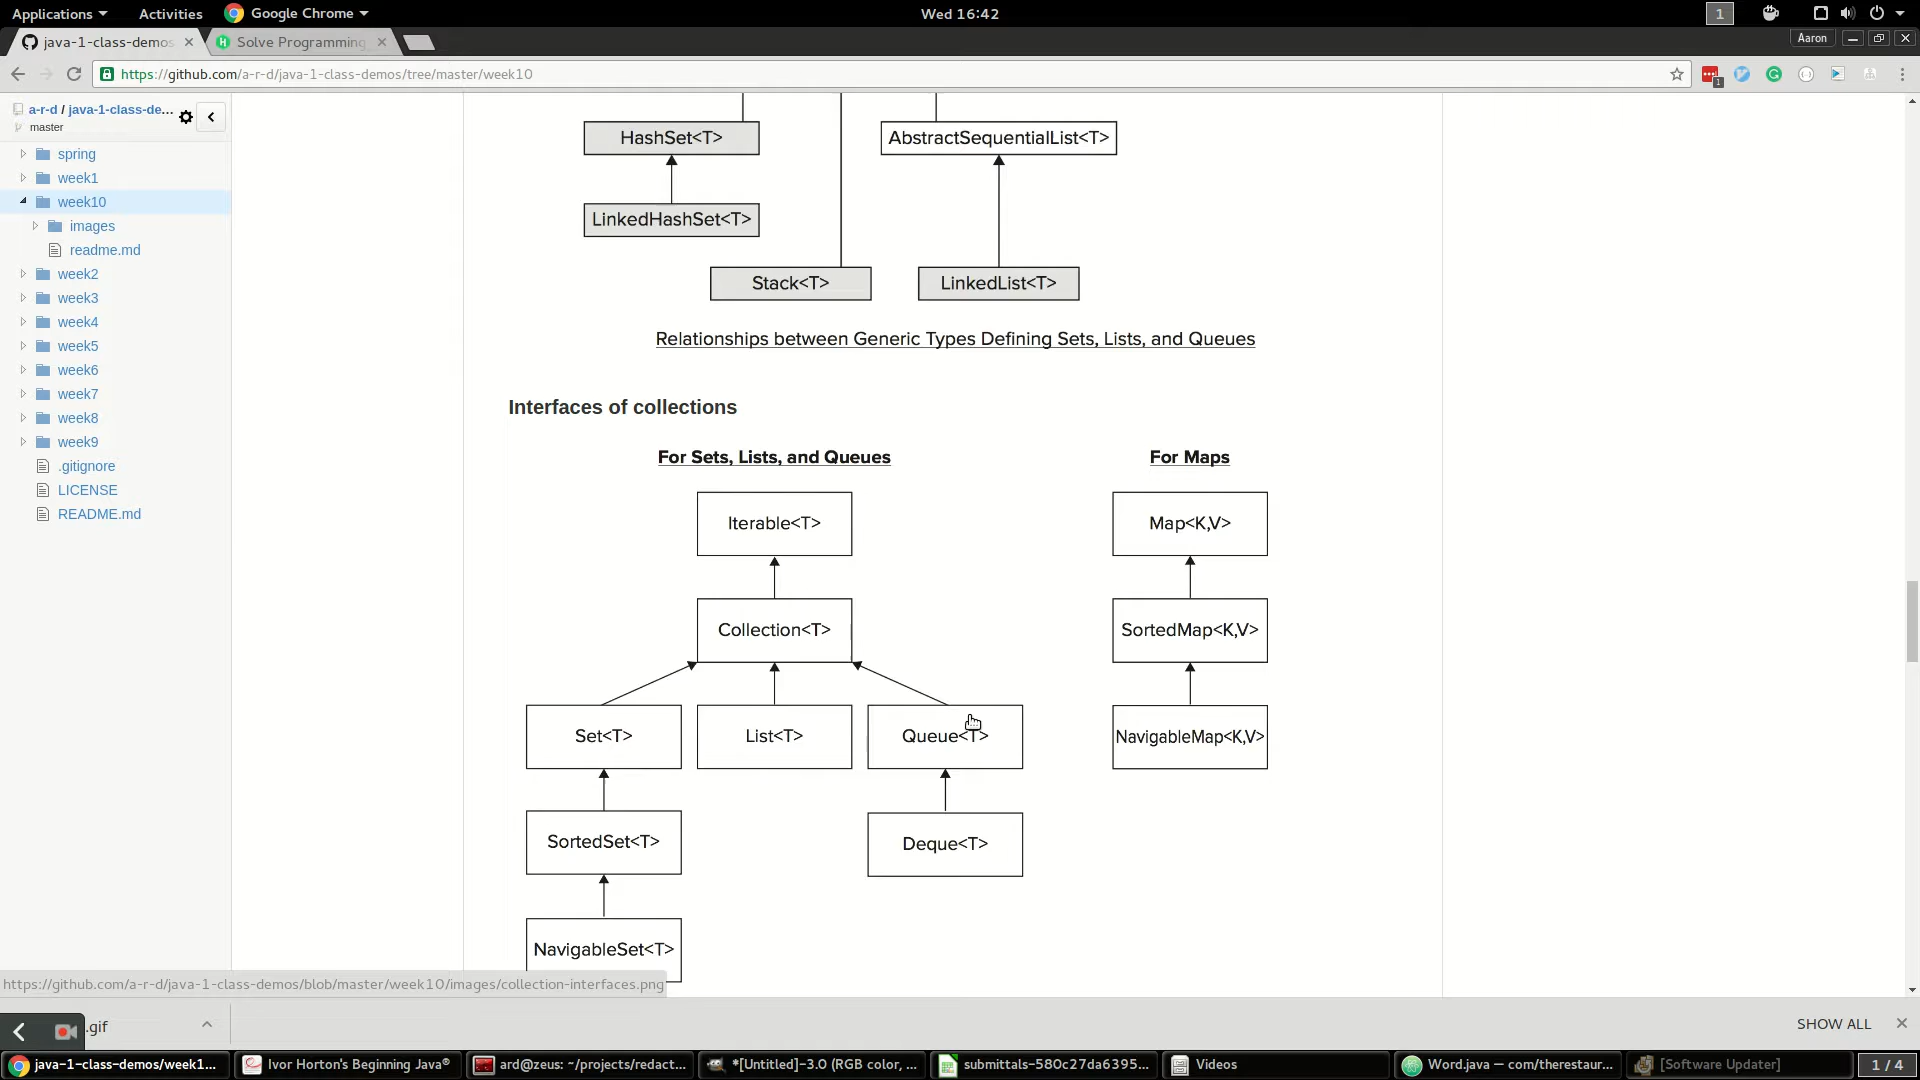 Applications Activities Google Chrome Wed 16:42 1
java-1-class-demos Solve Programming Aaron
https://github.com/a-r-d/java-1-class-demos/tree/master/week10 1
a-r-d / java-1-class-de...
master
spring
week1
week10
images
readme.md
week2
week3
week4
week5
week6
week7
week8
week9
.gitignore
LICENSE
README.md
HashSet<T> AbstractSequentialList<T>
LinkedHashSet<T>
Stack<T> LinkedList<T>
Relationships between Generic Types Defining Sets, Lists, and Queues
Interfaces of collections
For Sets, Lists, and Queues For Maps
Iterable<T> Map<K,V>
Collection<T> SortedMap<K,V>
Set<T> List<T> Queue<T> NavigableMap<K,V>
SortedSet<T> Deque<T>
NavigableSet<T>
https://github.com/a-r-d/java-1-class-demos/blob/master/week10/images/collection-interfaces.png
.gif SHOW ALL
java-1-class-demos/week1... Ivor Horton's Beginning Java® ard@zeus: ~/projects/redact... *[Untitled]-3.0 (RGB color, ... submittals-580c27da6395... Videos Word.java — com/therestaur... [Software Updater] 1 / 4